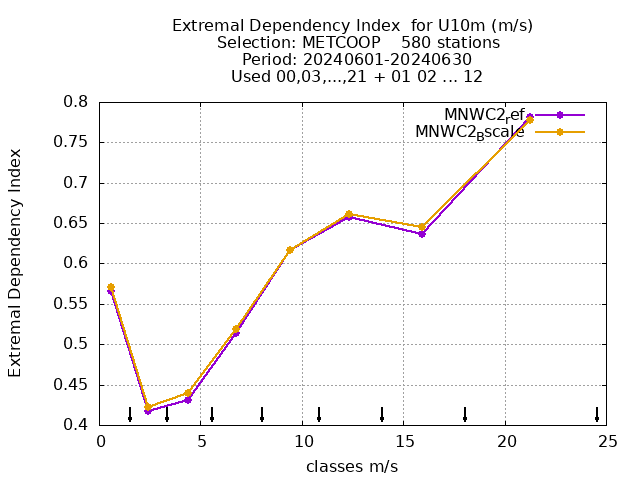 Extremal Dependency Index  for U10m (m/s)
Selection: METCOOP    580 stations
Period: 20240601-20240630
Used 00,03,...,21 + 01 02 ... 12
MNWC2ref
MNWC2Bscale
Extremal Dependency Index
0.8
0.75
0.7
0.65
0.6
0.55
0.5
0.45
0.4
0 5 10 15 20 25
classes m/s